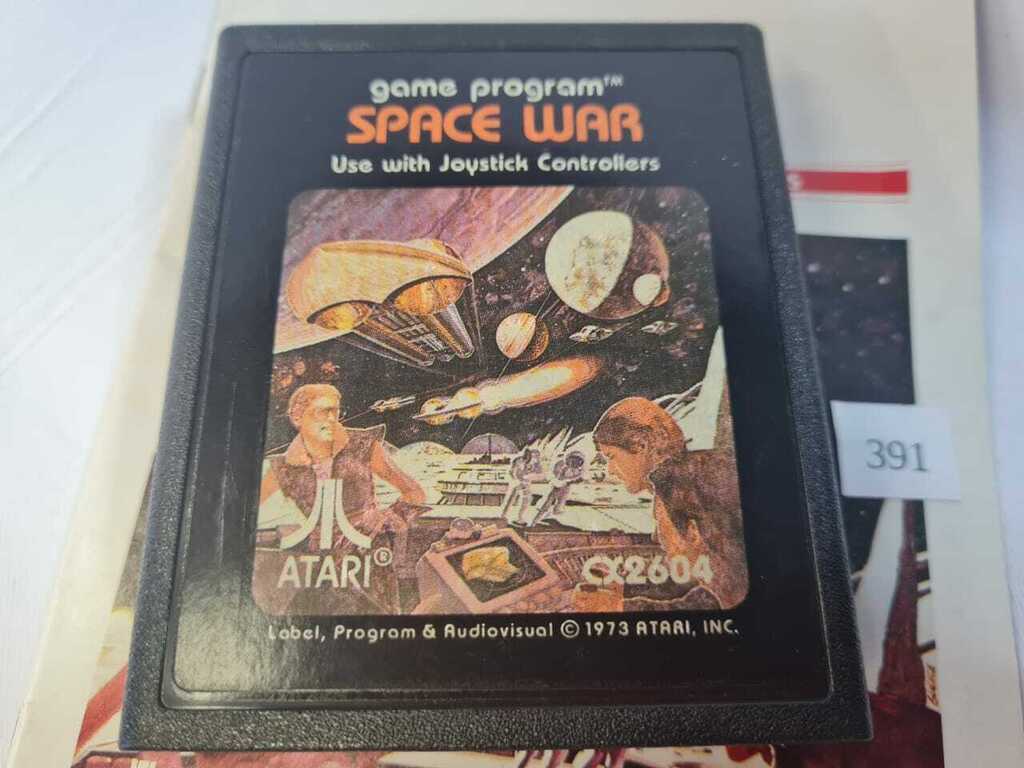 game program™
SPACE WAR
Use with Joystick Controllers
S
391
ATARI®
CX2604
Label, Program & Audiovisual © 1973 ATARI, INC.